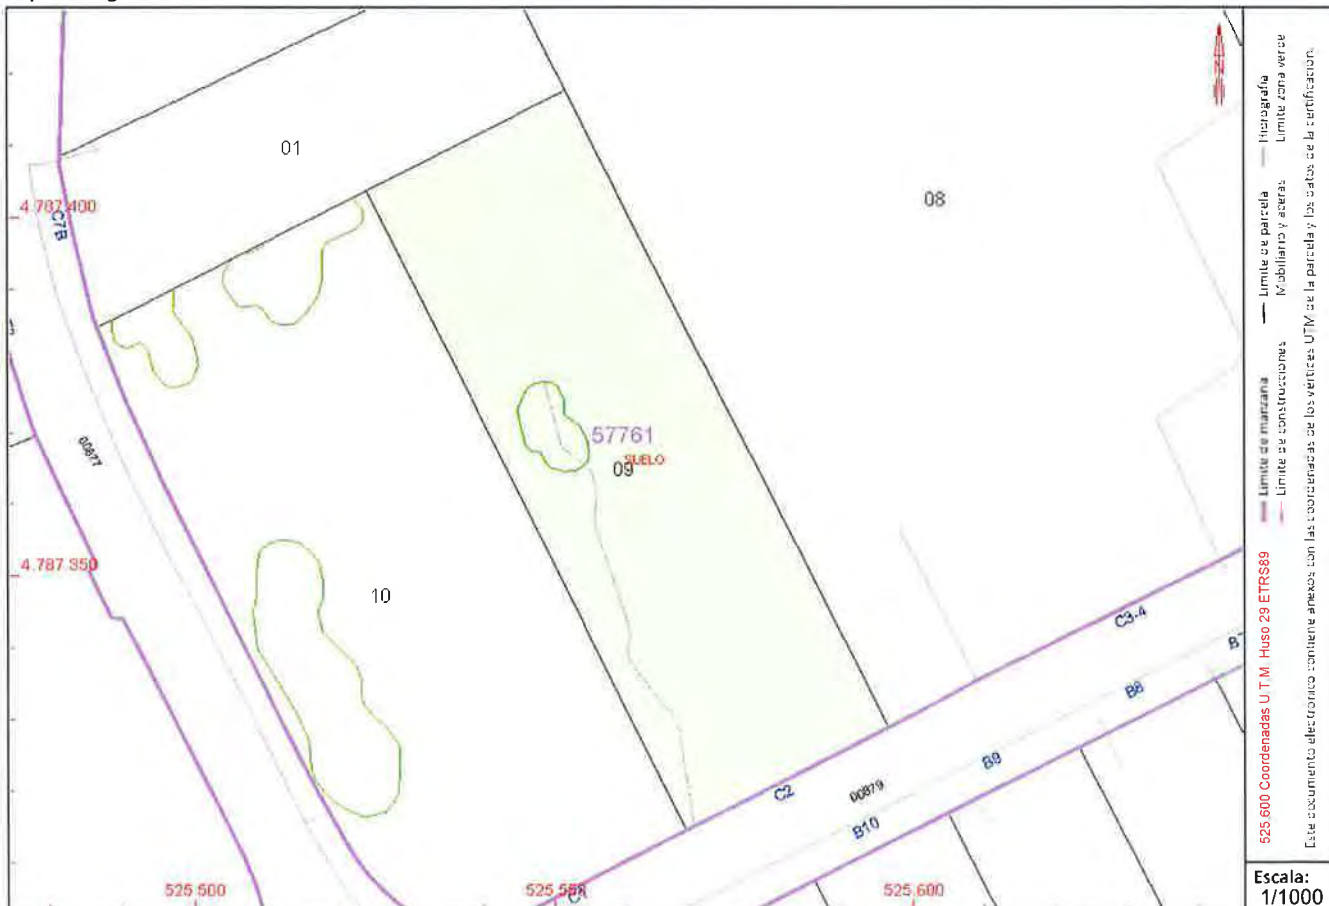 01
08
4.787.400
C7B
57761
SUELO
09
00877
4.787.350
10
C3-4
B8
B9
C2
00879
B10
525.500
525.600
N
Hidrografía
Límite zona verde
Límite de parcela
Mobiliario y aceras
Límite de manzana
Límite de construcciones
525.600 Coordenadas U.T.M. Huso 29 ETRS89
Este documento electrónico contiene anexos con las coordenadas de los vértices UTM de la parcela y los datos de la certificación.
Escala:
1/1000